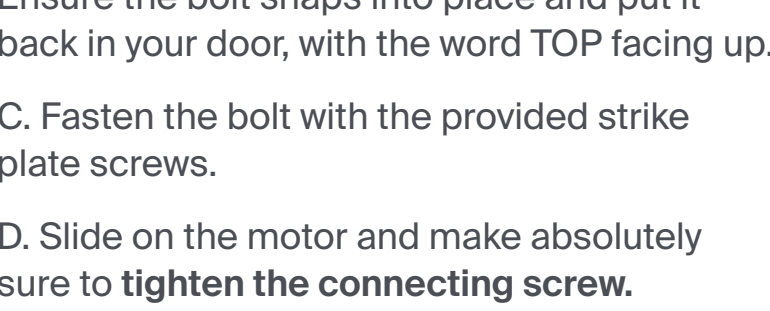 Ensure the bolt snaps into place and put it
back in your door, with the word TOP facing up.
C. Fasten the bolt with the provided strike
plate screws.
D. Slide on the motor and make absolutely
sure to tighten the connecting screw.